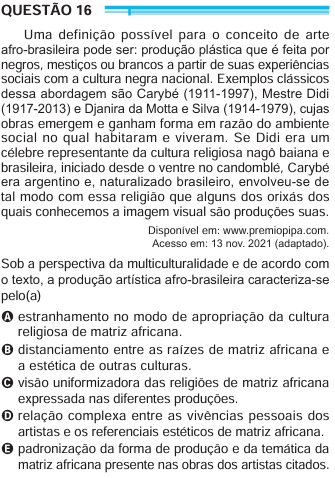 QUESTÃO 16
Uma definição possível para o conceito de arte
afro-brasileira pode ser: produção plástica que é feita por
negros, mestiços ou brancos a partir de suas experiências
sociais com a cultura negra nacional. Exemplos clássicos
dessa abordagem são Carybé (1911-1997), Mestre Didi
(1917-2013) e Djanira da Motta e Silva (1914-1979), cujas
obras emergem e ganham forma em razão do ambiente
social no qual habitaram e viveram. Se Didi era um
célebre representante da cultura religiosa nagô baiana e
brasileira, iniciado desde o ventre no candomblé, Carybé
era argentino e, naturalizado brasileiro, envolveu-se de
tal modo com essa religião que alguns dos orixás dos
quais conhecemos a imagem visual são produções suas.
Disponível em: www.premiopipa.com.
Acesso em: 13 nov. 2021 (adaptado).
Sob a perspectiva da multiculturalidade e de acordo com
o texto, a produção artística afro-brasileira caracteriza-se
pelo(a)
A estranhamento no modo de apropriação da cultura
religiosa de matriz africana.
B distanciamento entre as raízes de matriz africana e
a estética de outras culturas.
C visão uniformizadora das religiões de matriz africana
expressada nas diferentes produções.
D relação complexa entre as vivências pessoais dos
artistas e os referenciais estéticos de matriz africana.
E padronização da forma de produção e da temática da
matriz africana presente nas obras dos artistas citados.